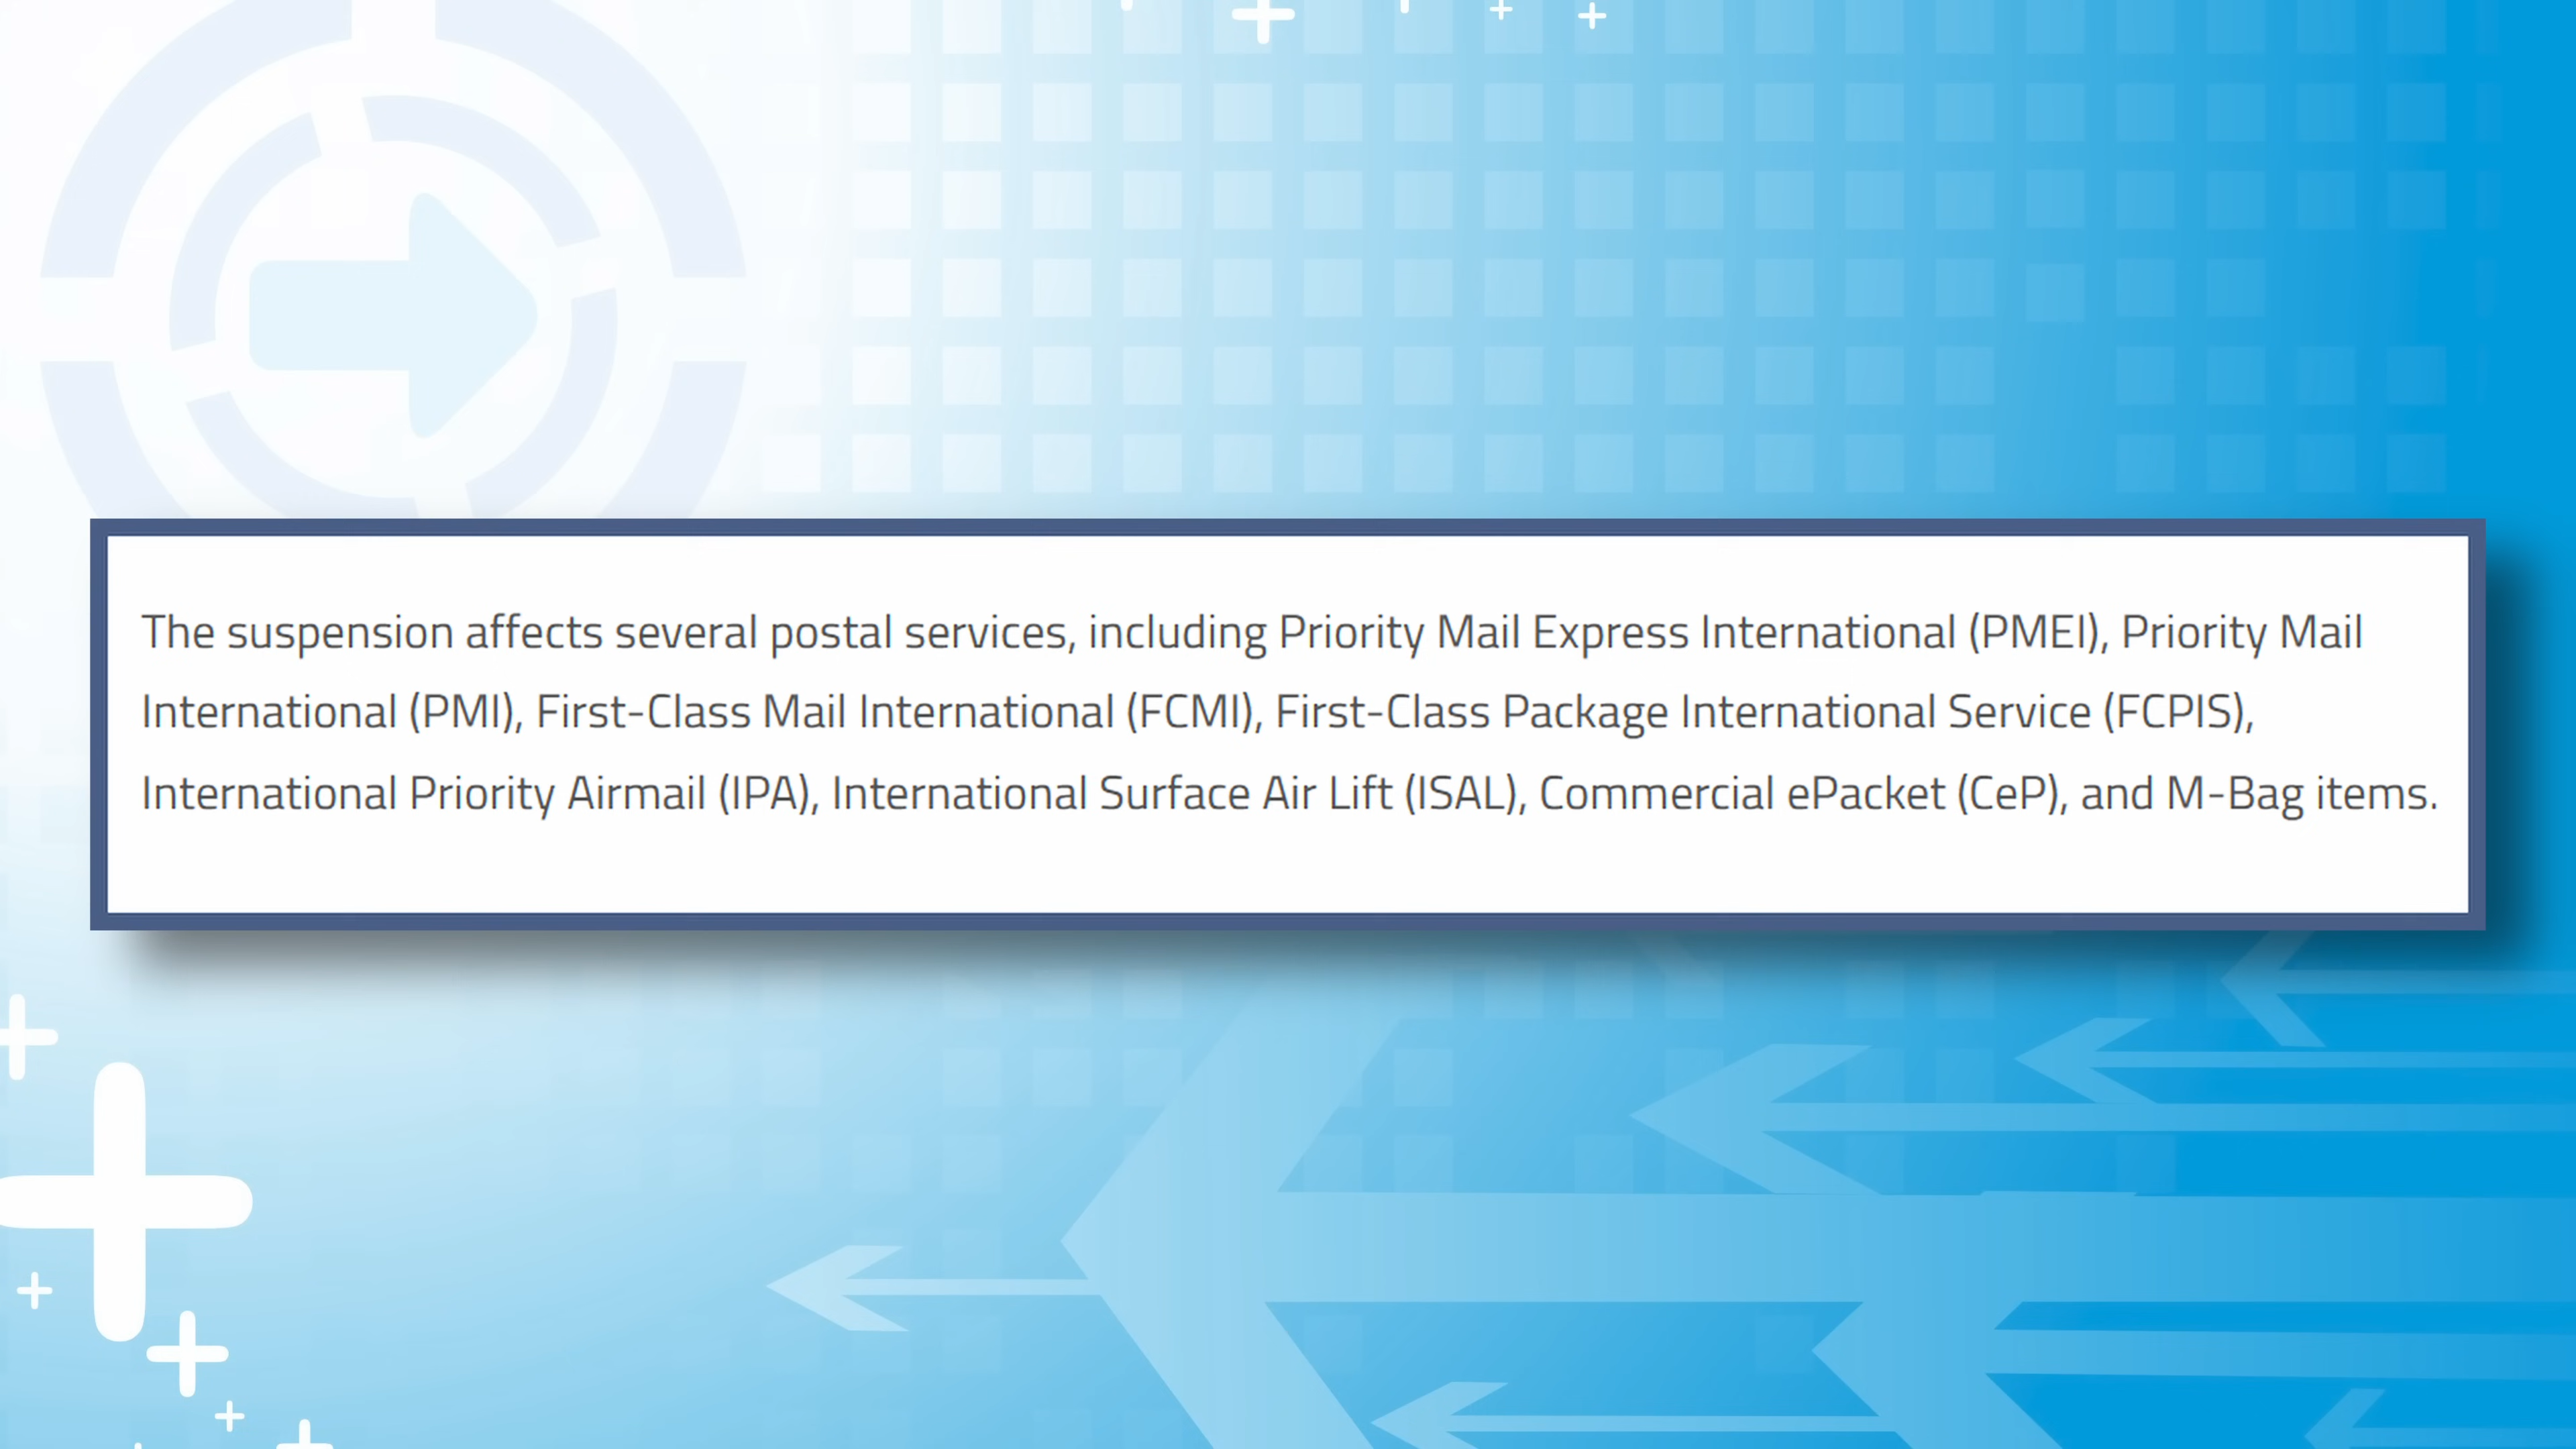 The suspension affects several postal services, including Priority Mail Express International (PMEI), Priority Mail
International (PMI), First-Class Mail International (FCMI), First-Class Package International Service (FCPIS),
International Priority Airmail (IPA), International Surface Air Lift (ISAL), Commercial ePacket (CeP), and M-Bag items.